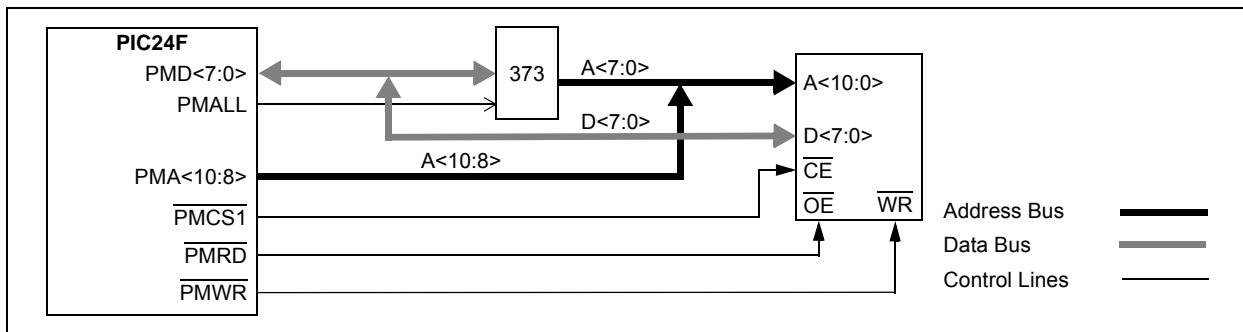 PIC24F
PMD<7:0>
373
A<7:0>
A<10:0>
PMALL
D<7:0>
D<7:0>
A<10:8>
PMA<10:8>
CE
PMCS1
OE WR
Address Bus
PMRD
Data Bus
PMWR
Control Lines